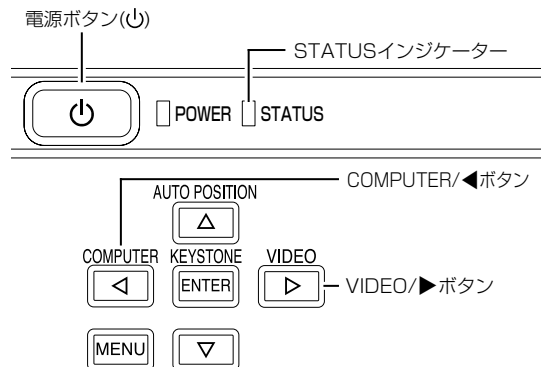 電源ボタン(⏻)
STATUSインジケーター
POWER STATUS
COMPUTER/◀ボタン
AUTO POSITION
COMPUTER KEYSTONE VIDEO
ENTER
VIDEO/▶ボタン
MENU